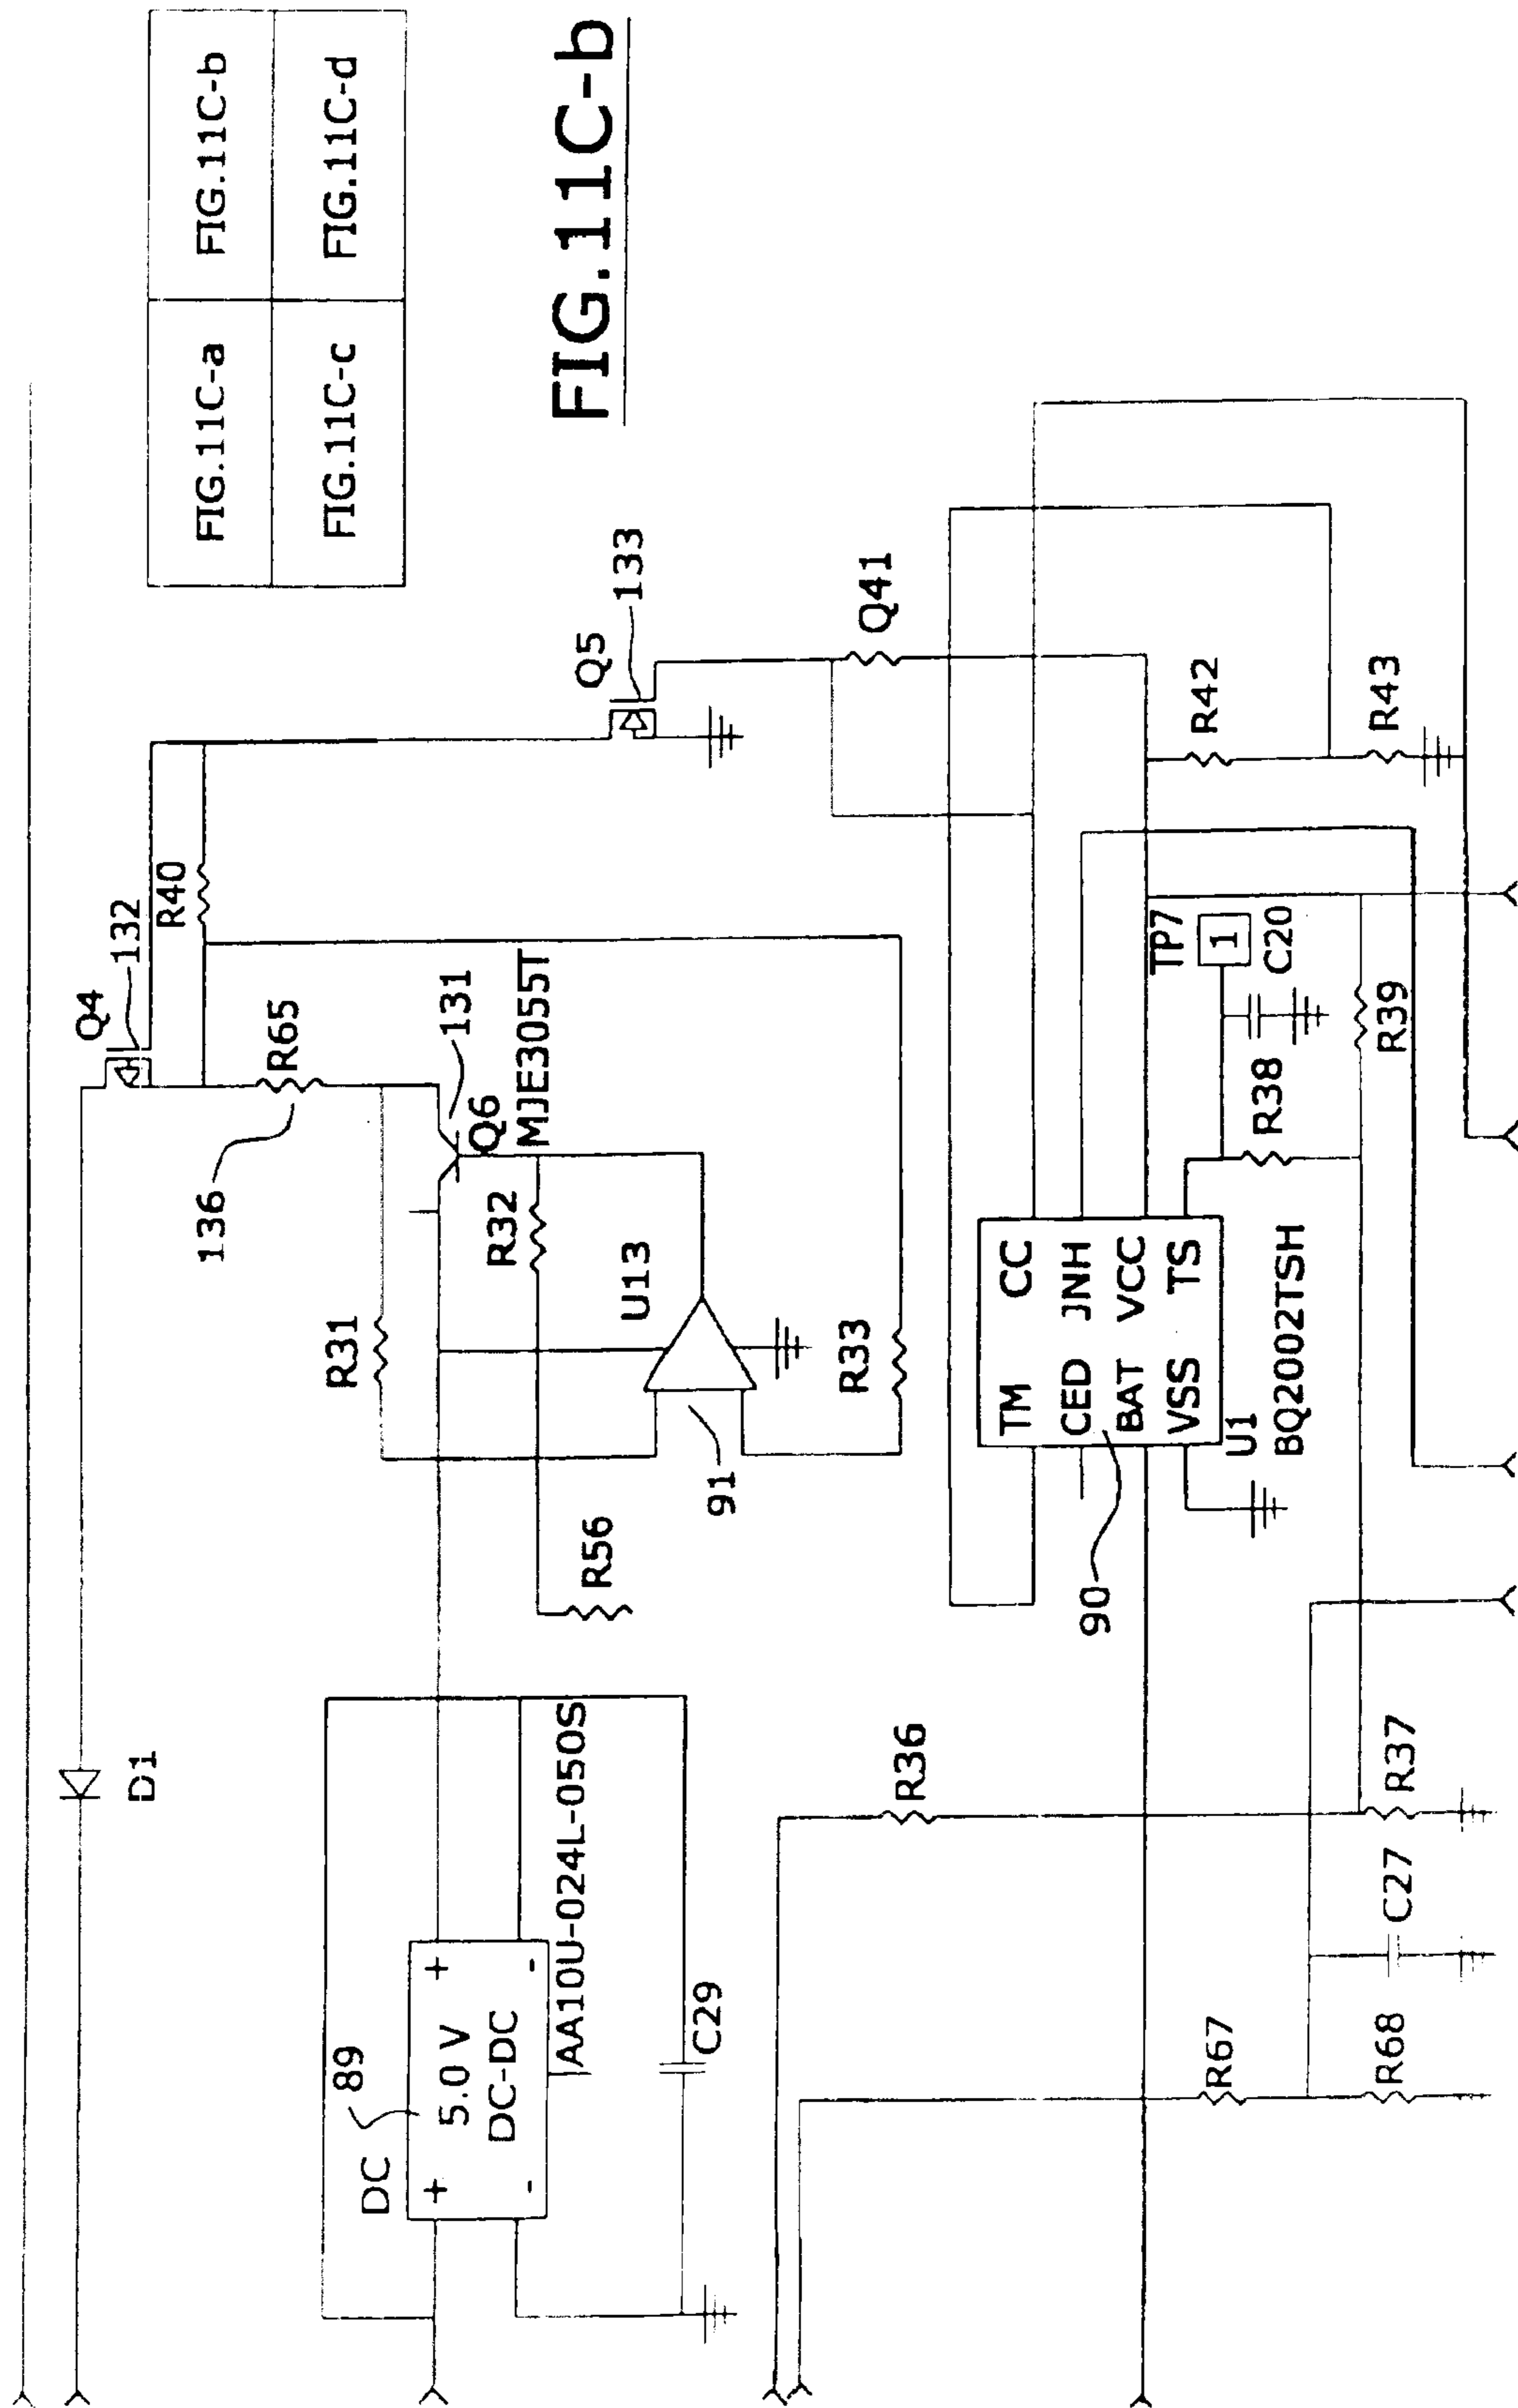 FIG.11C-a
FIG.11C-b
FIG.11C-c
FIG.11C-d
FIG.11C-b
D1
Q4
132
R40
136
R65
DC
89
+
+
5.0 V
DC-DC
-
-
AA10U-024L-050S
C29
R31
131
Q6
MJE3055T
R32
R56
U13
91
R33
Q5
133
Q41
R36
R67
R68
C27
R37
90
TM
CC
CED
INH
BAT
VCC
VSS
TS
U1
BQ2002TSH
TP7
1
C20
R38
R39
R42
R43